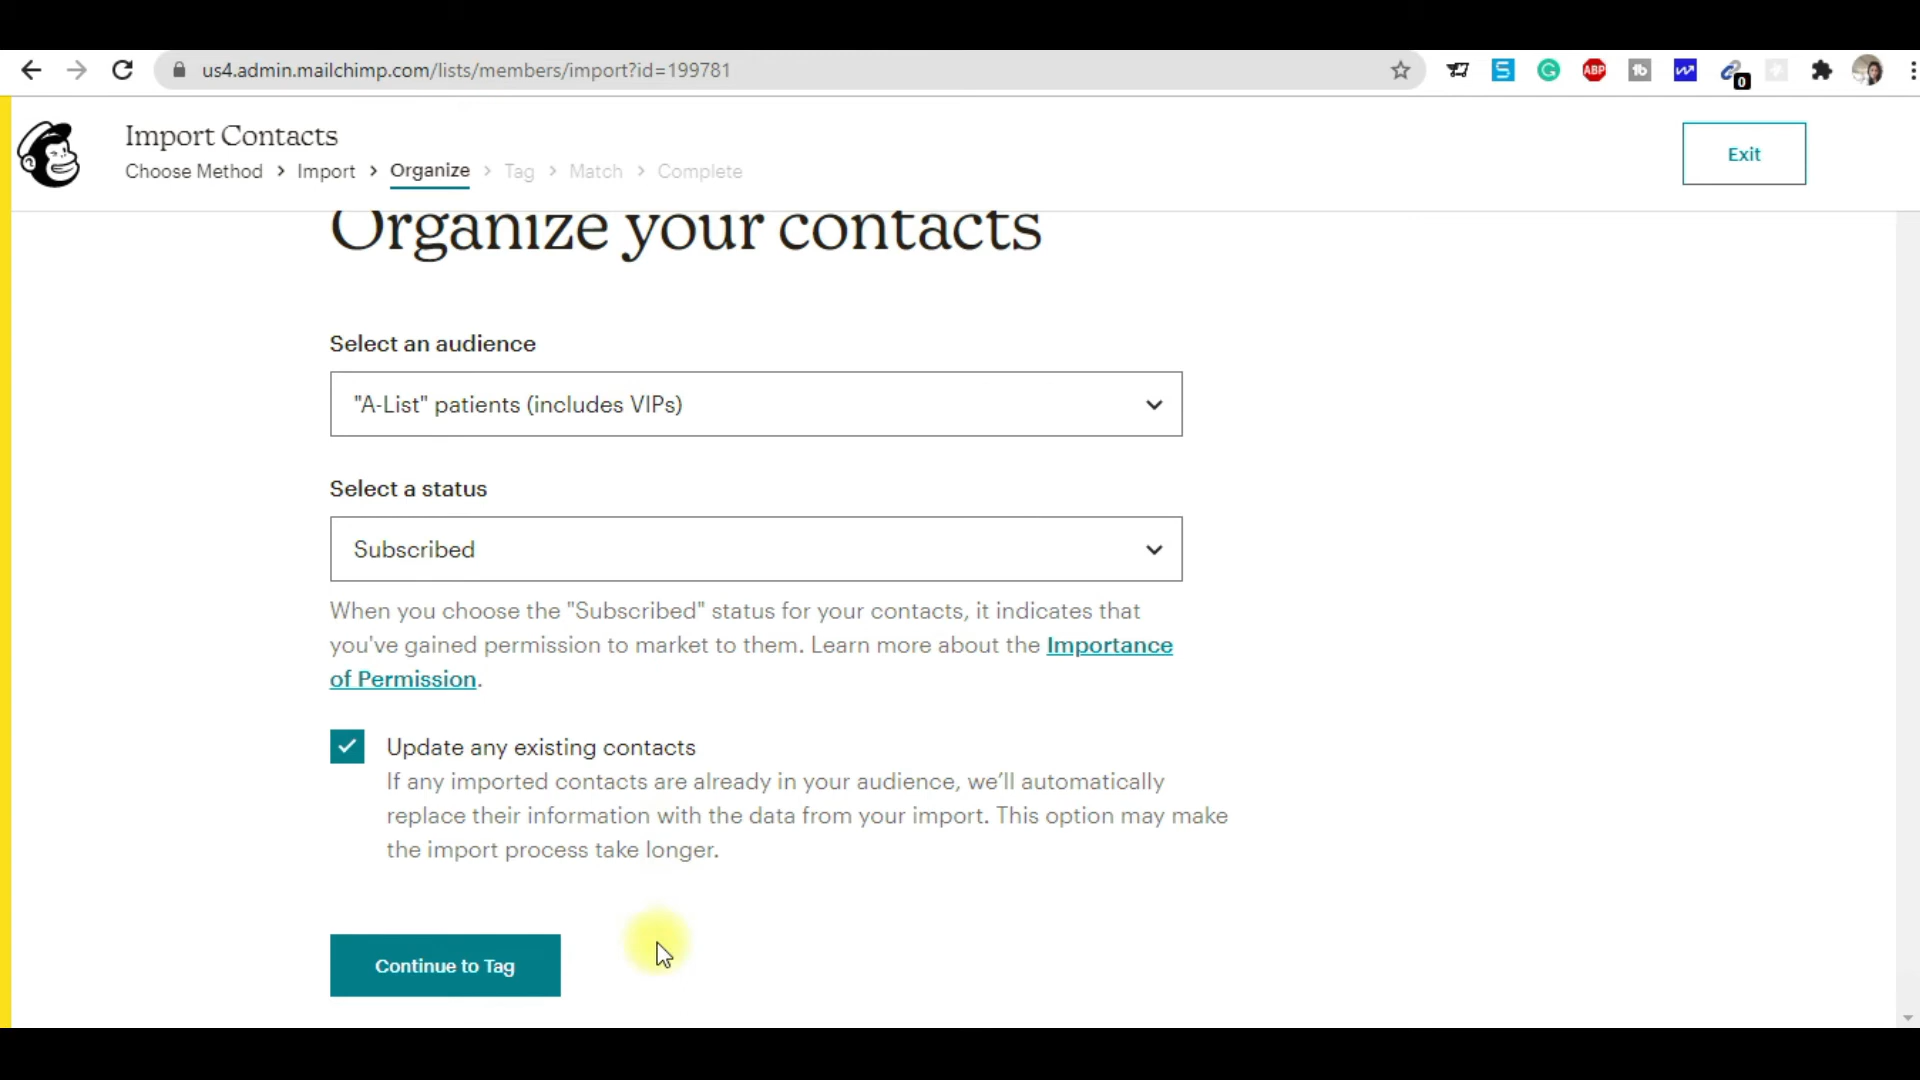 us4.admin.mailchimp.com/lists/members/import?id=199781
S
G
ABP
tb
0
Import Contacts
Choose Method > Import > Organize > Tag > Match > Complete
Exit
Organize your contacts
Select an audience
"A-List" patients (includes VIPs)
Select a status
Subscribed
When you choose the "Subscribed" status for your contacts, it indicates that
you've gained permission to market to them. Learn more about the Importance
of Permission.
Update any existing contacts
If any imported contacts are already in your audience, we’ll automatically
replace their information with the data from your import. This option may make
the import process take longer.
Continue to Tag